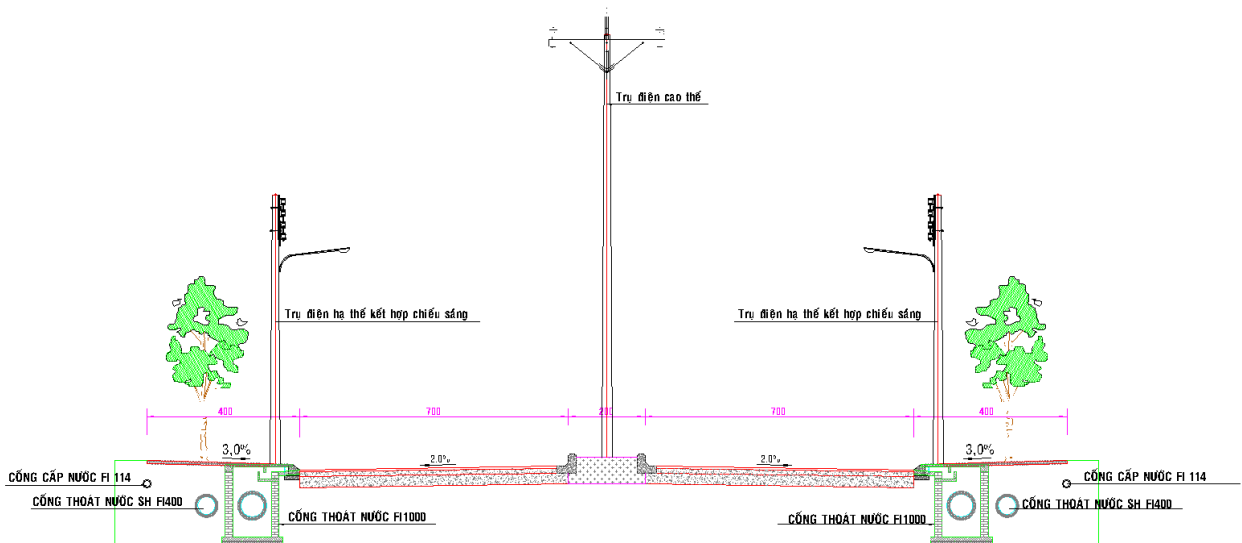 Trụ điện cao thế
Trụ điện hạ thế kết hợp chiếu sáng
Trụ điện hạ thế kết hợp chiếu sáng
400
700
200
700
400
3,0%
2.0%
2.0%
3,0%
CỐNG CẤP NƯỚC FI 114
CỐNG CẤP NƯỚC FI 114
CỐNG THOÁT NƯỚC SH FI400
CỐNG THOÁT NƯỚC FI1000
CỐNG THOÁT NƯỚC FI1000
CỐNG THOÁT NƯỚC SH FI400